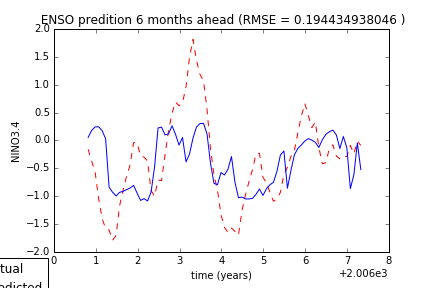 ENSO predition 6 months ahead (RMSE = 0.194434938046 )
2.0
1.5
1.0
0.5
0.0
−0.5
−1.0
−1.5
−2.0
NINO3.4
0 1 2 3 4 5 6 7 8
time (years)
+2.006e3
tual
edicted